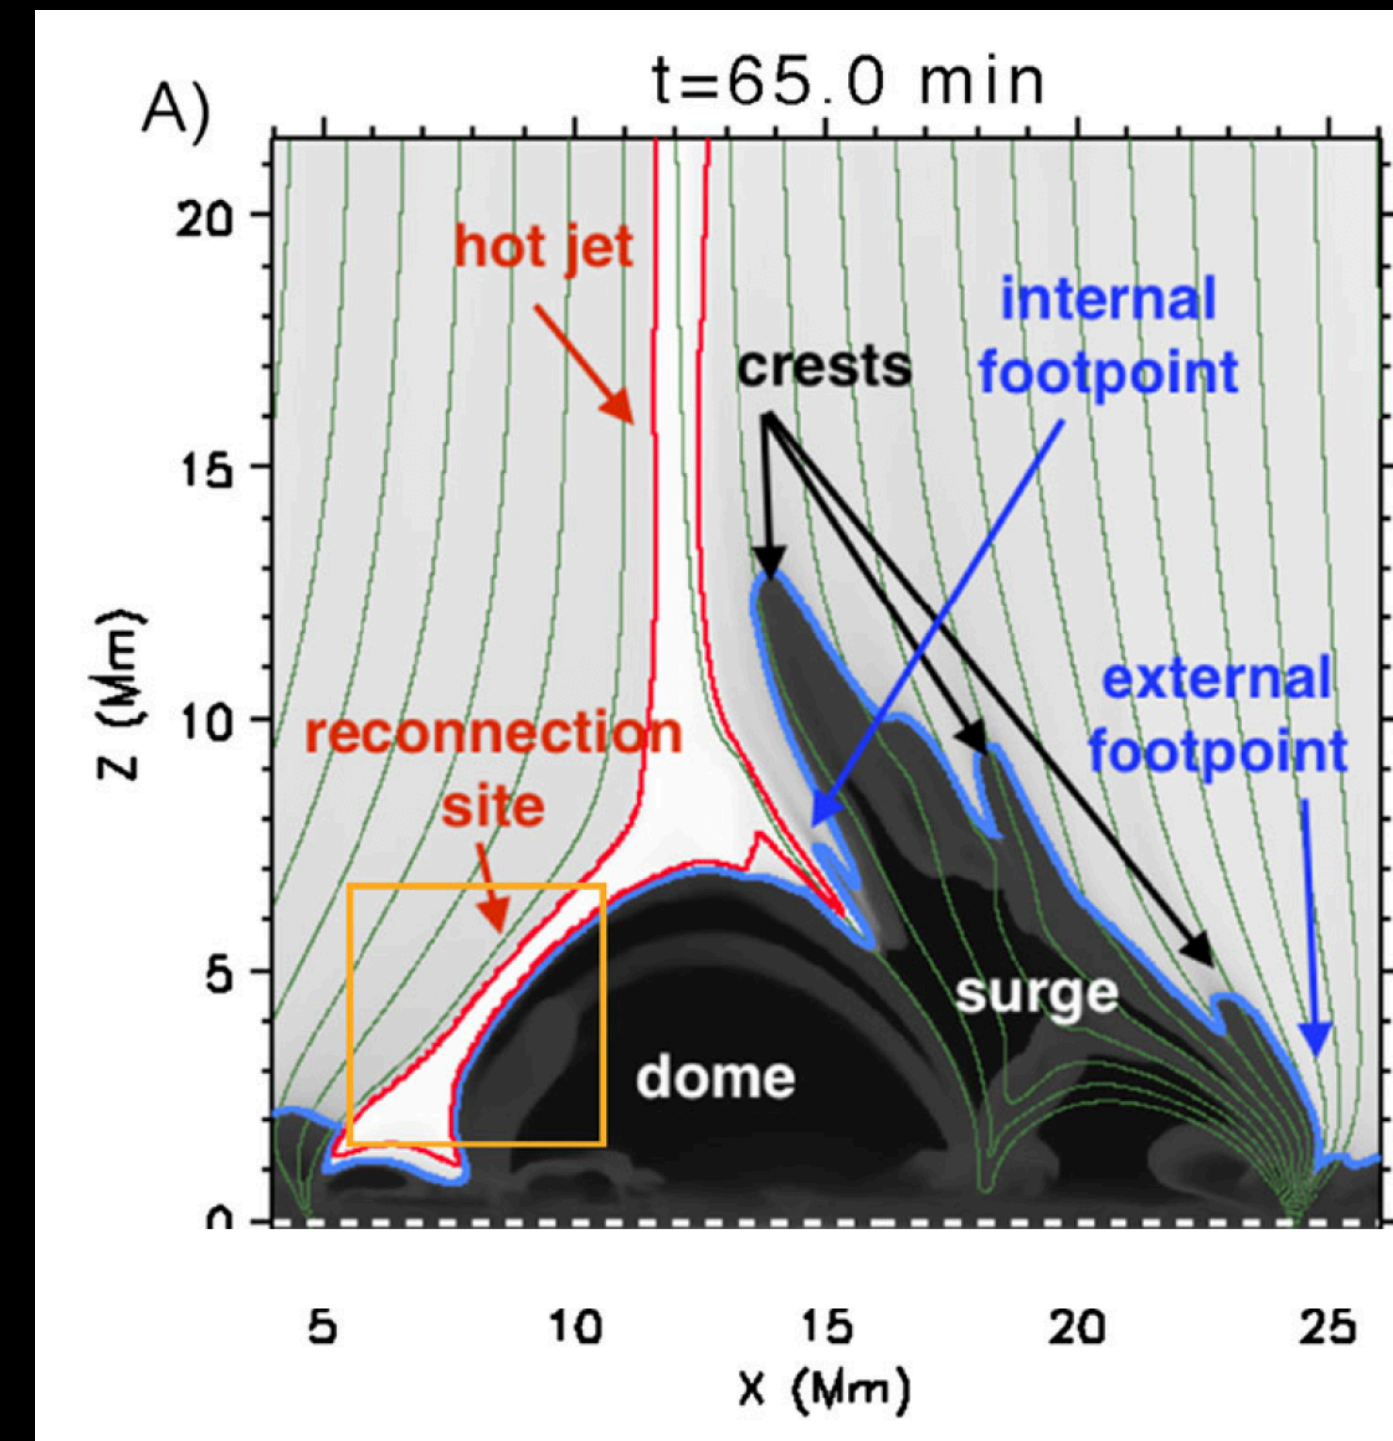 A)
t=65.0 min
20
15
10
5
0
Z (Mm)
hot jet
crests
internal
footpoint
reconnection
site
external
footpoint
surge
dome
5
10
15
20
25
X (Mm)